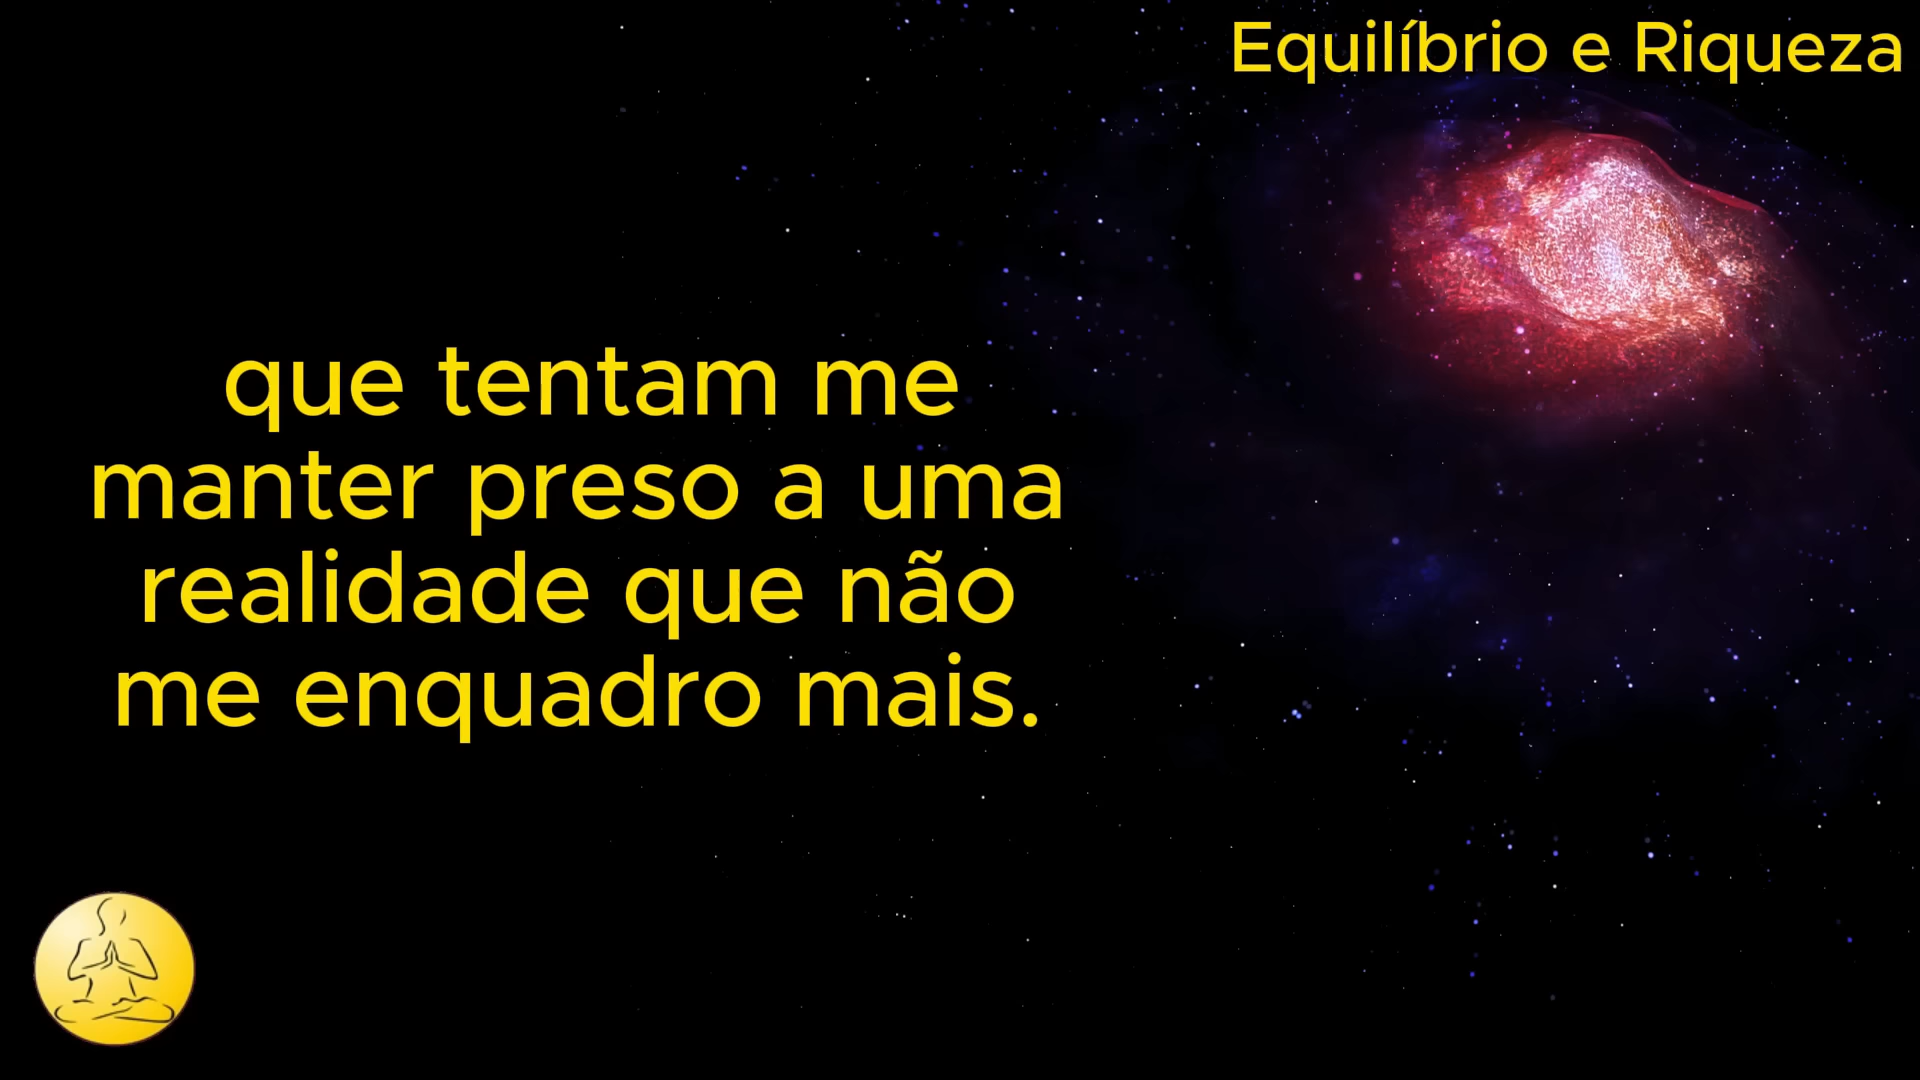 Equilíbrio e Riqueza
que tentam me
manter preso a uma
realidade que não
me enquadro mais.